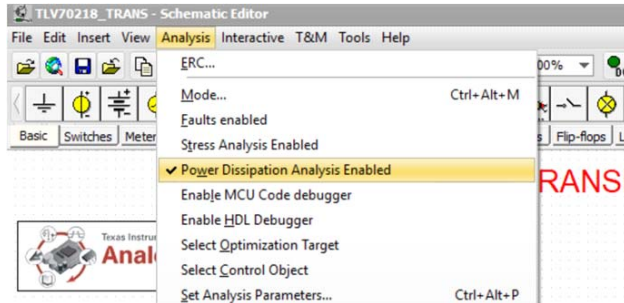 TLV70218_TRANS - Schematic Editor
File Edit Insert View Analysis Interactive T&M Tools Help
ERC...
Mode... Ctrl+Alt+M
Faults enabled
Stress Analysis Enabled
Power Dissipation Analysis Enabled
Enable MCU Code debugger
Enable HDL Debugger
Select Optimization Target
Select Control Object
Set Analysis Parameters... Ctrl+Alt+P
00%
Basic Switches Meter
Flip-flops
RANS
Texas Instru
Anal